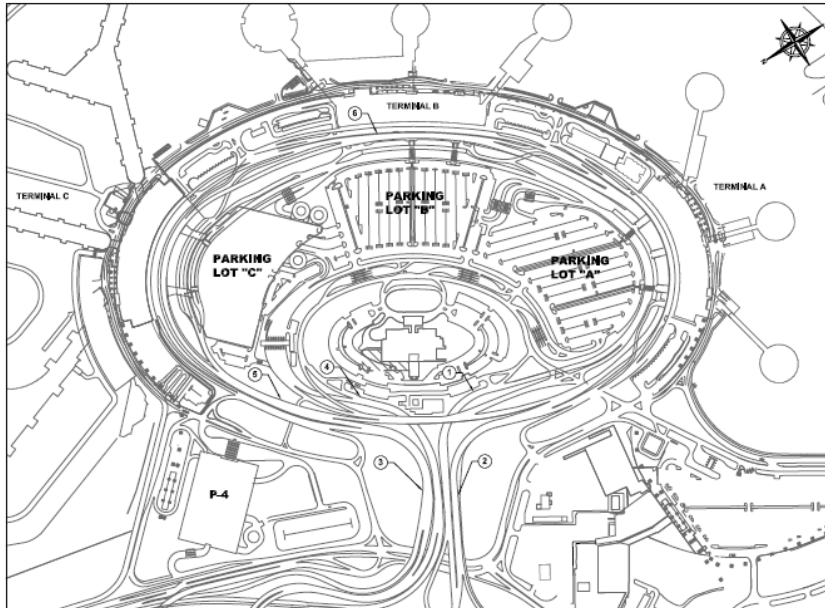 TERMINAL B
6
TERMINAL C
TERMINAL A
PARKING
LOT "B"
PARKING
LOT "C"
PARKING
LOT "A"
5
4
1
3
2
P-4